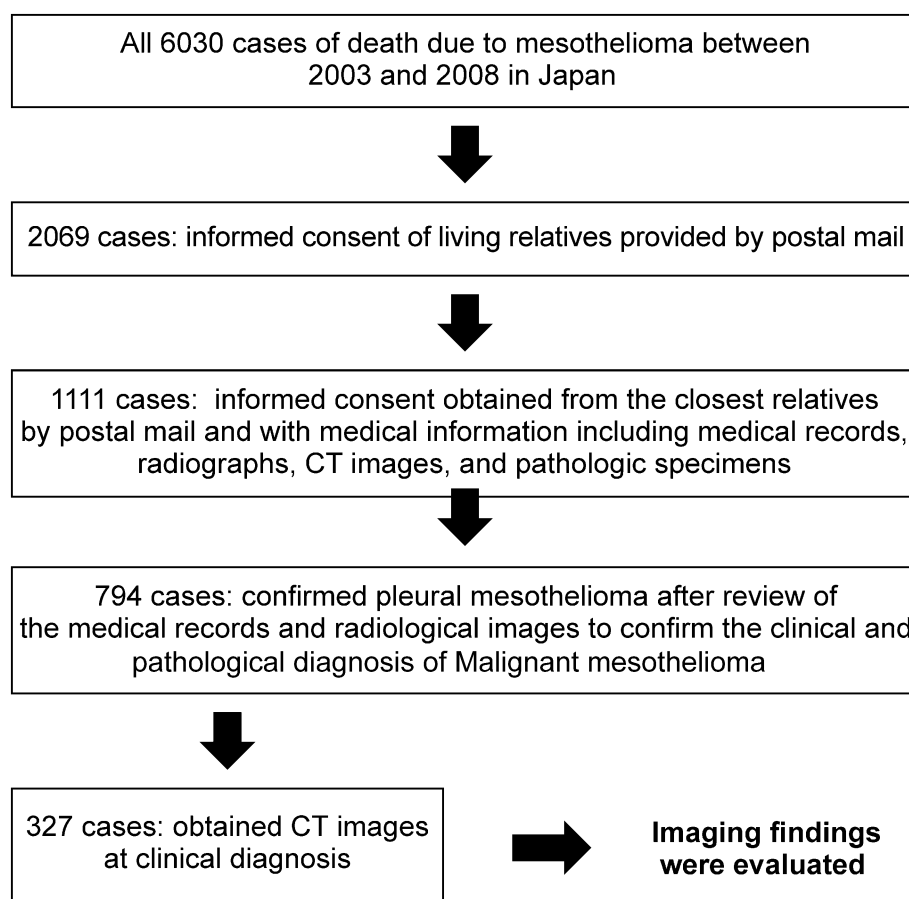 All 6030 cases of death due to mesothelioma between
2003 and 2008 in Japan
2069 cases: informed consent of living relatives provided by postal mail
1111 cases:  informed consent obtained from the closest relatives
by postal mail and with medical information including medical records,
radiographs, CT images, and pathologic specimens
794 cases: confirmed pleural mesothelioma after review of
the medical records and radiological images to confirm the clinical and
pathological diagnosis of Malignant mesothelioma
327 cases: obtained CT images
at clinical diagnosis
Imaging findings
were evaluated